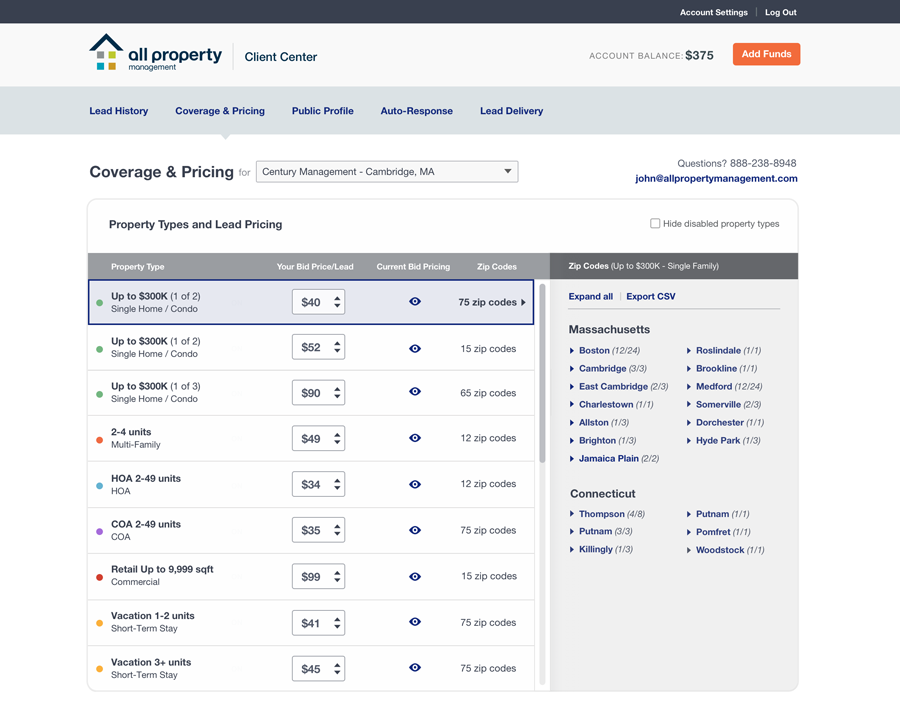 Account Settings | Log Out
all property
management
Client Center
ACCOUNT BALANCE: $375
Add Funds
Lead History Coverage & Pricing Public Profile Auto-Response Lead Delivery
Coverage & Pricing for Century Management - Cambridge, MA
Questions? 888-238-8948
john@allpropertymanagement.com
Property Types and Lead Pricing
Hide disabled property types
Property Type Your Bid Price/Lead Current Bid Pricing Zip Codes
Up to $300K (1 of 2)
Single Home / Condo
$40
75 zip codes
Up to $300K (1 of 2)
Single Home / Condo
$52
15 zip codes
Up to $300K (1 of 3)
Single Home / Condo
$90
65 zip codes
2-4 units
Multi-Family
$49
12 zip codes
HOA 2-49 units
HOA
$34
12 zip codes
COA 2-49 units
COA
$35
75 zip codes
Retail Up to 9,999 sqft
Commercial
$99
15 zip codes
Vacation 1-2 units
Short-Term Stay
$41
75 zip codes
Vacation 3+ units
Short-Term Stay
$45
75 zip codes
Zip Codes (Up to $300K - Single Family)
Expand all | Export CSV
Massachusetts
Boston (12/24)
Cambridge (3/3)
East Cambridge (2/3)
Charlestown (1/1)
Allston (1/3)
Brighton (1/3)
Jamaica Plain (2/2)
Roslindale (1/1)
Brookline (1/1)
Medford (12/24)
Somerville (2/3)
Dorchester (1/1)
Hyde Park (1/3)
Connecticut
Thompson (4/8)
Putnam (3/3)
Killingly (1/3)
Putnam (1/1)
Pomfret (1/1)
Woodstock (1/1)